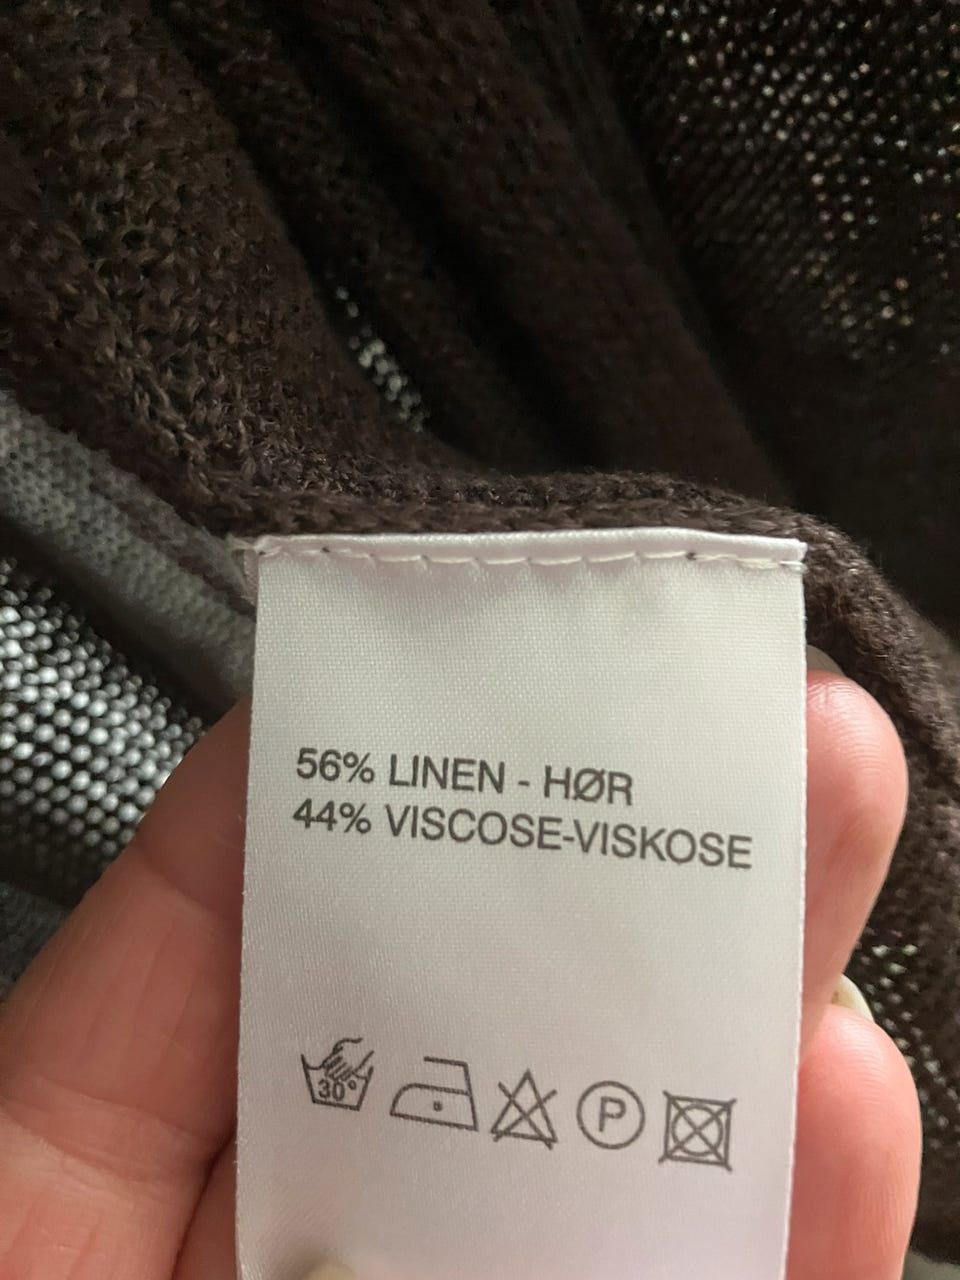 56% LINEN - HØR
44% VISCOSE-VISKOSE
30°
P